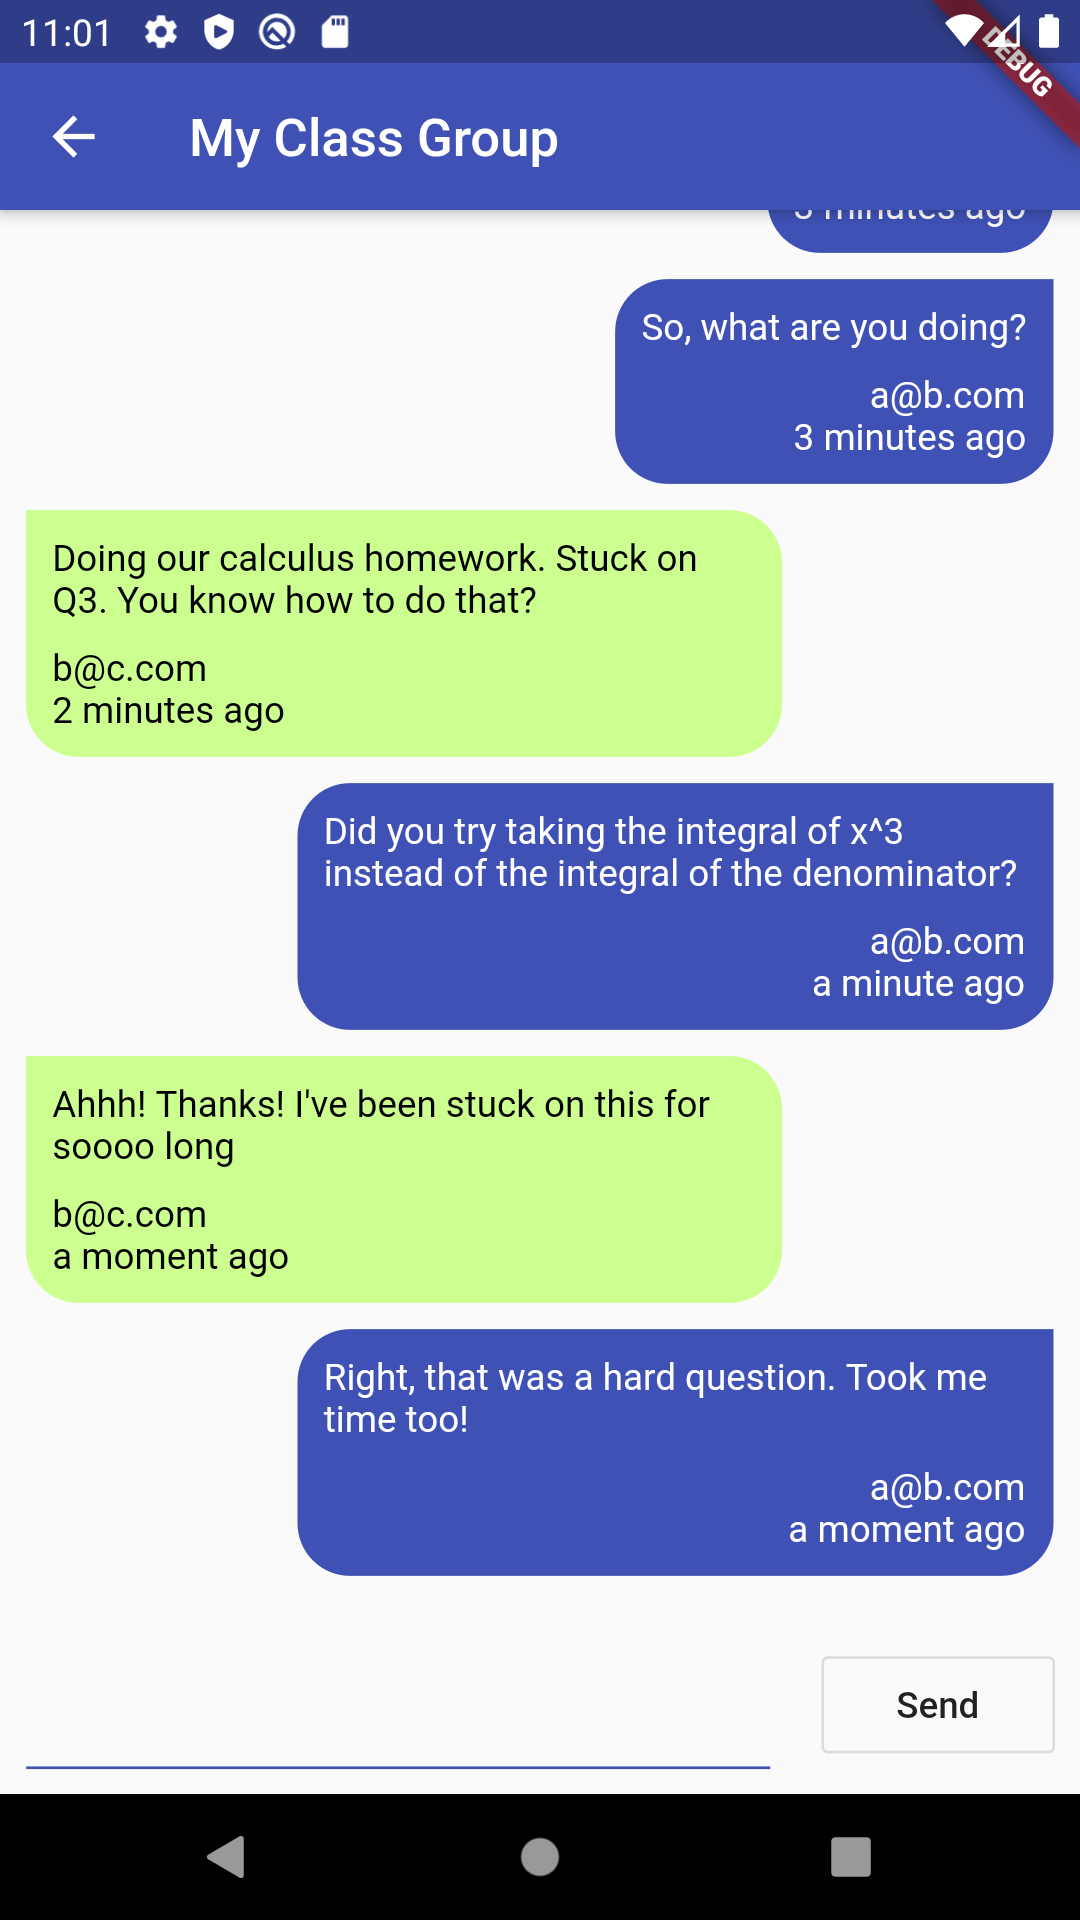 11:01
DEBUG
My Class Group
3 minutes ago
So, what are you doing?
a@b.com
3 minutes ago
Doing our calculus homework. Stuck on
Q3. You know how to do that?
b@c.com
2 minutes ago
Did you try taking the integral of x^3
instead of the integral of the denominator?
a@b.com
a minute ago
Ahhh! Thanks! I've been stuck on this for
soooo long
b@c.com
a moment ago
Right, that was a hard question. Took me
time too!
a@b.com
a moment ago
Send